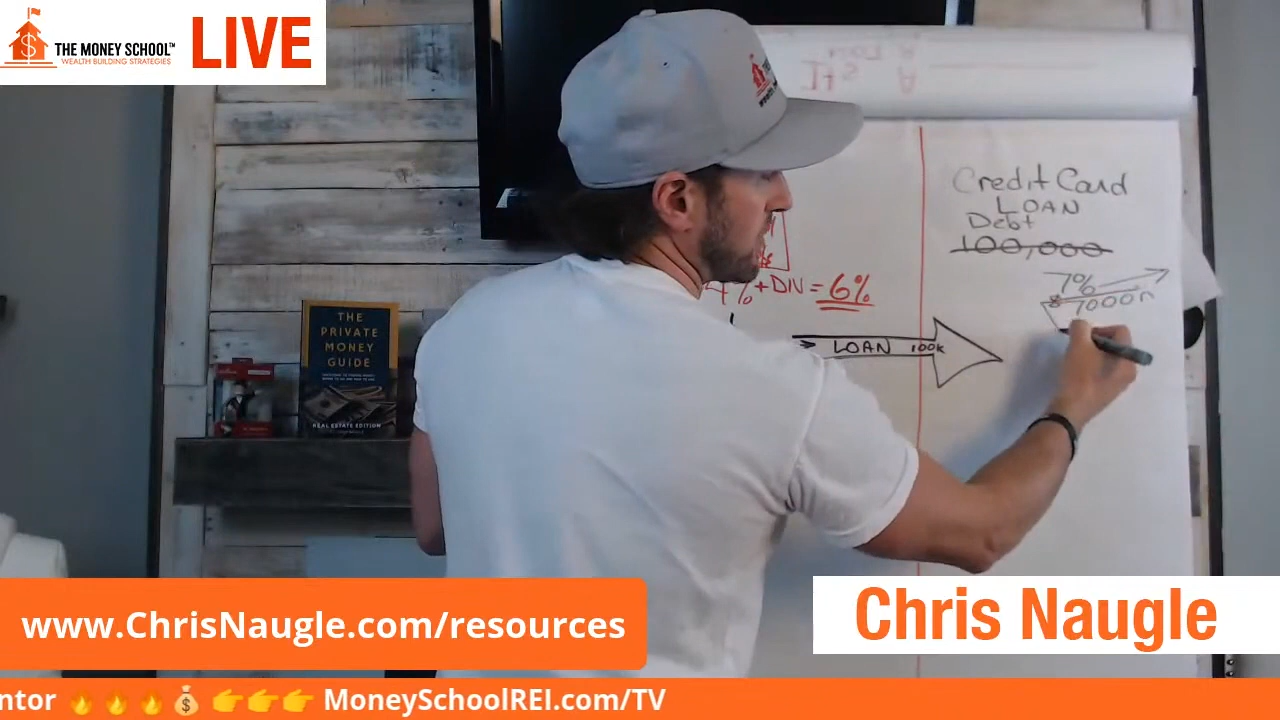 THE MONEY SCHOOL™
WEALTH BUILDING STRATEGIES
LIVE
Credit Card
LOAN
Debt
100,000
7%
4% + DIV = 6%
LOAN 100k
THE
PRIVATE
MONEY
GUIDE
REAL ESTATE EDITION
www.ChrisNaugle.com/resources
Chris Naugle
ntor 🔥🔥🔥💰👉👉👉 MoneySchoolREI.com/TV